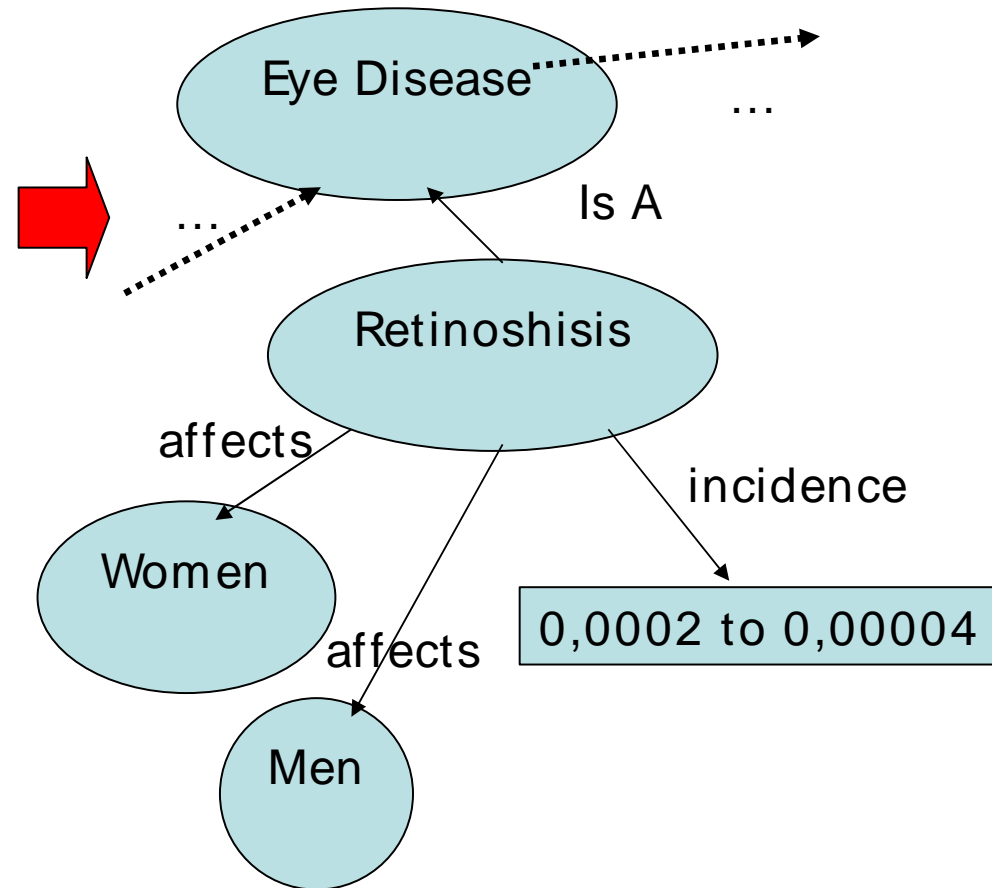 Eye Disease
...
...
Is A
Retinoshisis
affects
incidence
Women
0,0002 to 0,00004
affects
Men